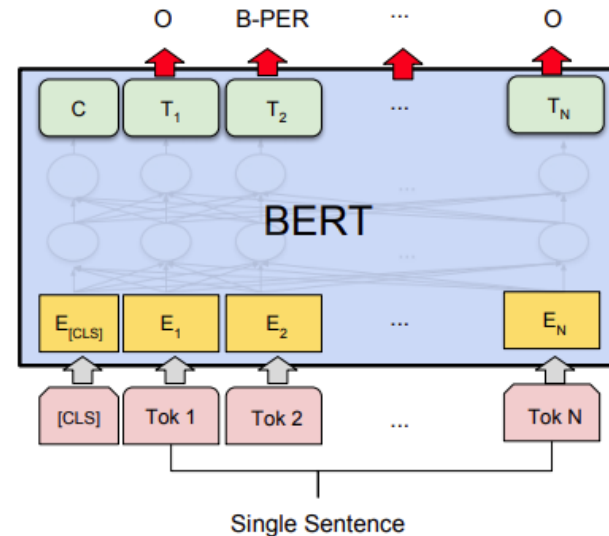 O B-PER ... O
C T1 T2 ... TN
...
BERT
...
E[CLS] E1 E2 ... EN
[CLS] Tok 1 Tok 2 ... Tok N
Single Sentence